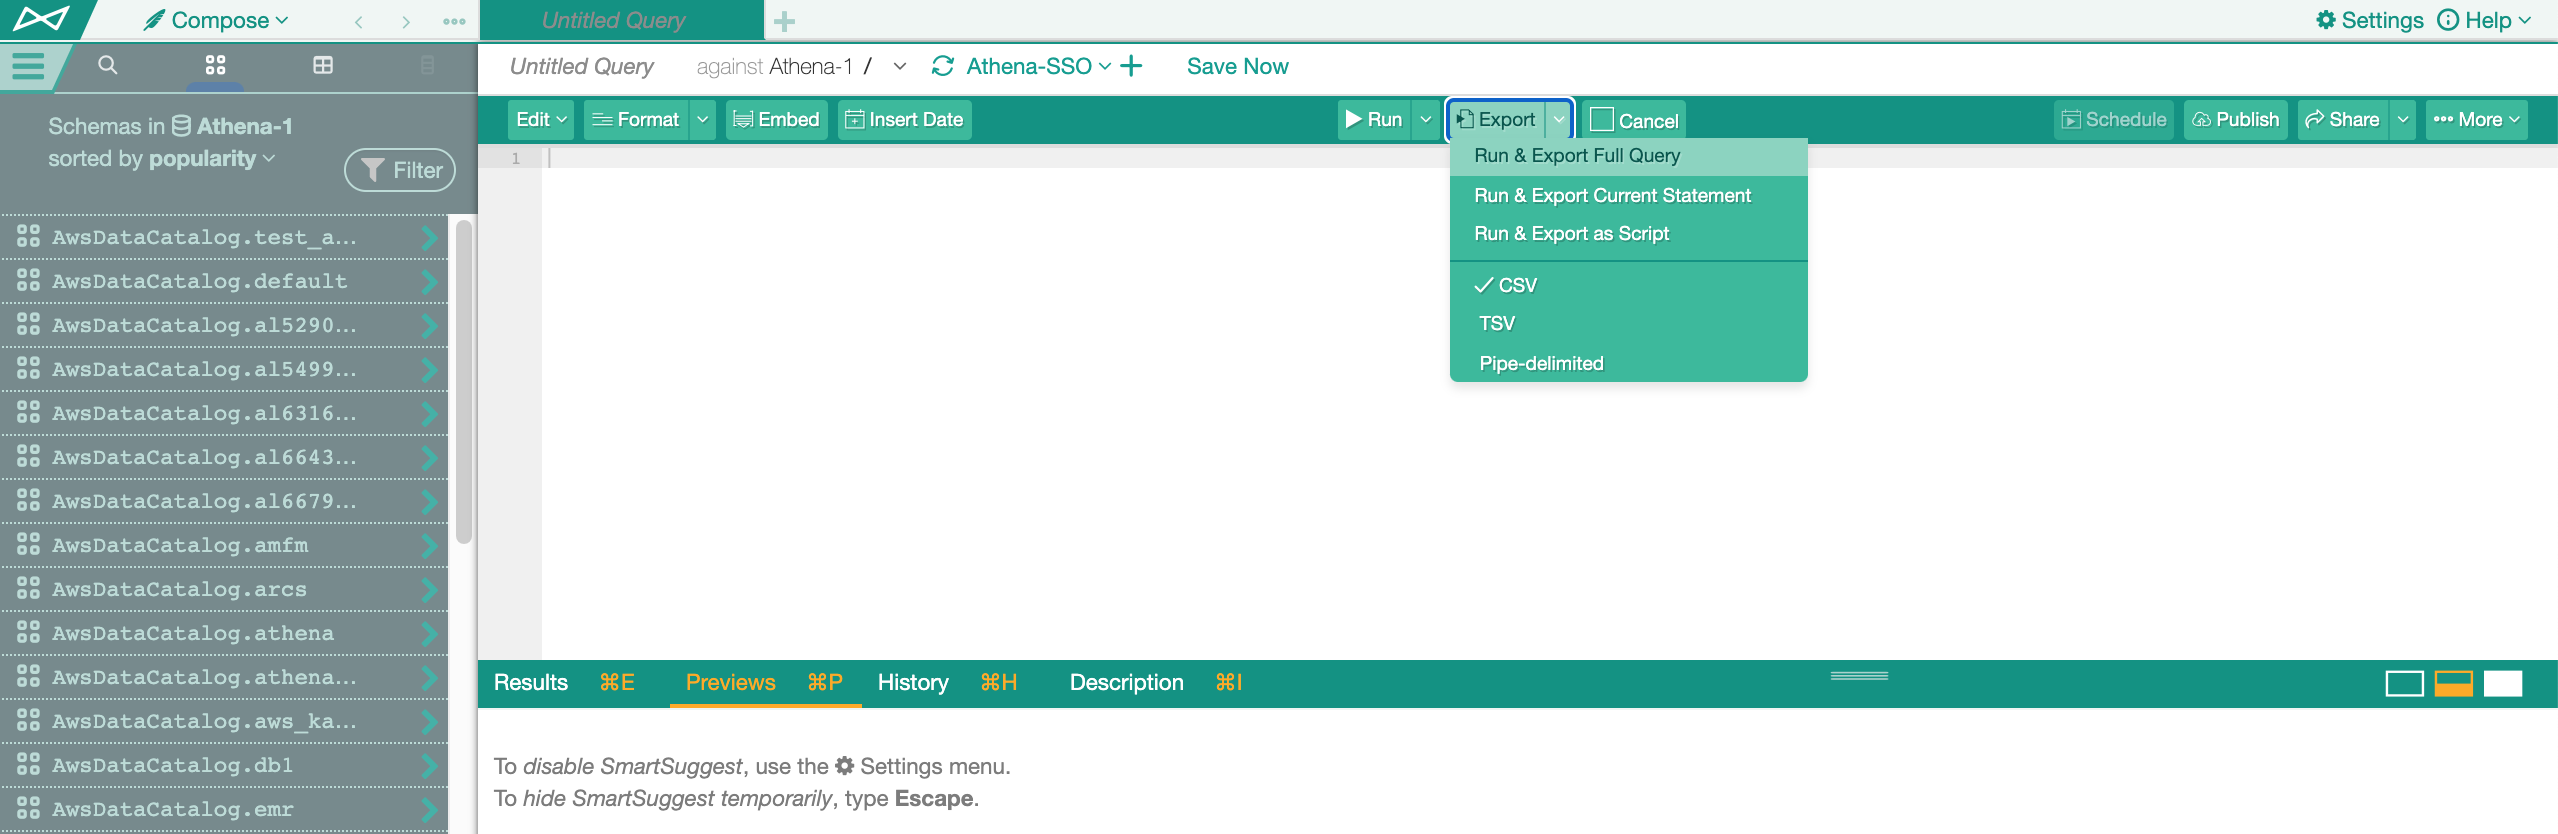 Compose
Untitled Query
Settings
Help
Untitled Query against Athena-1 / Athena-SSO Save Now
Edit Format Embed Insert Date Run Export Cancel Schedule Publish Share More
Schemas in Athena-1
sorted by popularity
Filter
AwsDataCatalog.test_a...
AwsDataCatalog.default
AwsDataCatalog.al5290...
AwsDataCatalog.al5499...
AwsDataCatalog.al6316...
AwsDataCatalog.al6643...
AwsDataCatalog.al6679...
AwsDataCatalog.amfm
AwsDataCatalog.arcs
AwsDataCatalog.athena
AwsDataCatalog.athena...
AwsDataCatalog.aws_ka...
AwsDataCatalog.db1
AwsDataCatalog.emr
1
Run & Export Full Query
Run & Export Current Statement
Run & Export as Script
CSV
TSV
Pipe-delimited
Results ⌘E Previews ⌘P History ⌘H Description ⌘I
To disable SmartSuggest, use the Settings menu.
To hide SmartSuggest temporarily, type Escape.